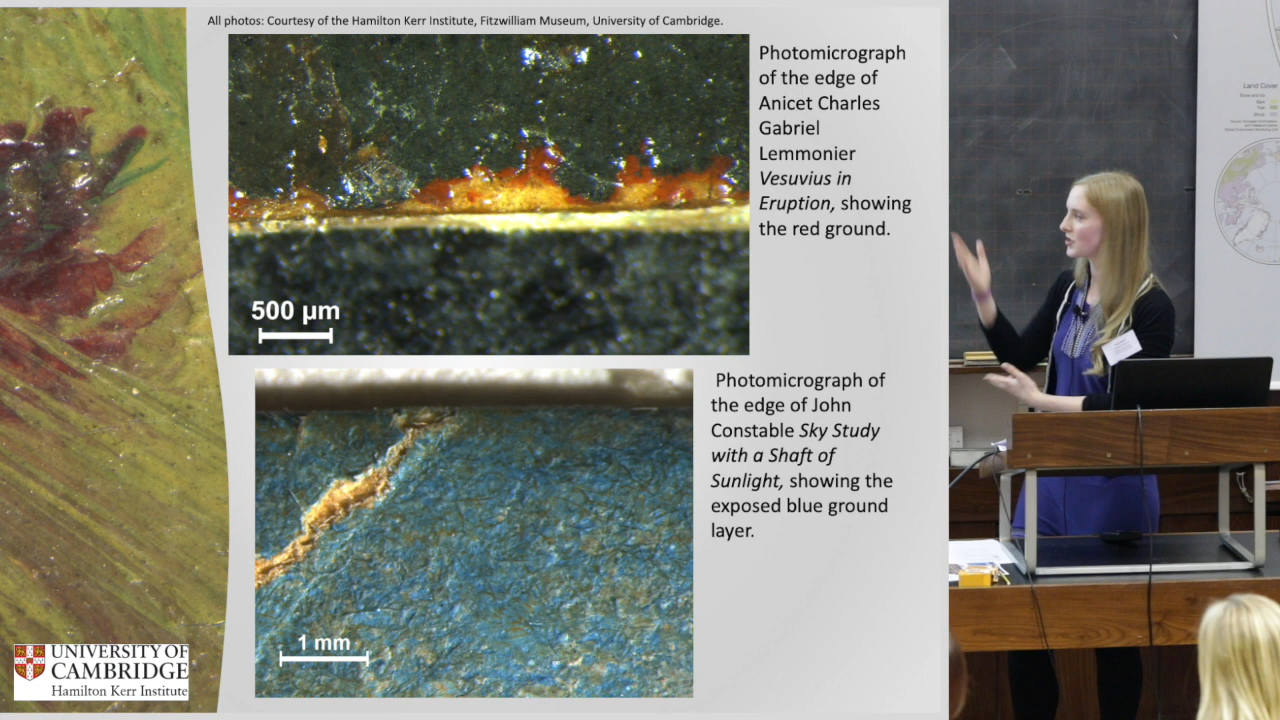 All photos: Courtesy of the Hamilton Kerr Institute, Fitzwilliam Museum, University of Cambridge.
Photomicrograph
of the edge of
Anicet Charles
Gabriel
Lemmonier
Vesuvius in
Eruption, showing
the red ground.
500 µm
Photomicrograph of
the edge of John
Constable Sky Study
with a Shaft of
Sunlight, showing the
exposed blue ground
layer.
1 mm
UNIVERSITY OF
CAMBRIDGE
Hamilton Kerr Institute
Land Cover